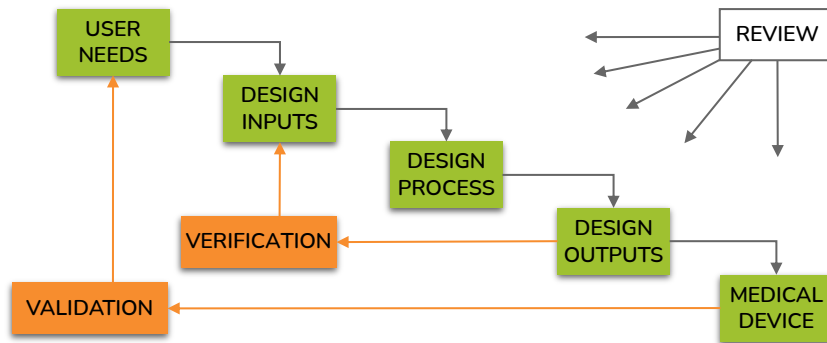 USER
NEEDS
REVIEW
DESIGN
INPUTS
DESIGN
PROCESS
VERIFICATION
DESIGN
OUTPUTS
VALIDATION
MEDICAL
DEVICE